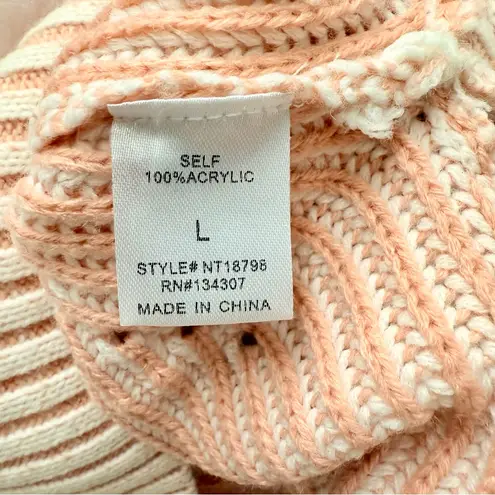 SELF
100%ACRYLIC
L
STYLE# NT18798
RN#134307
MADE IN CHINA